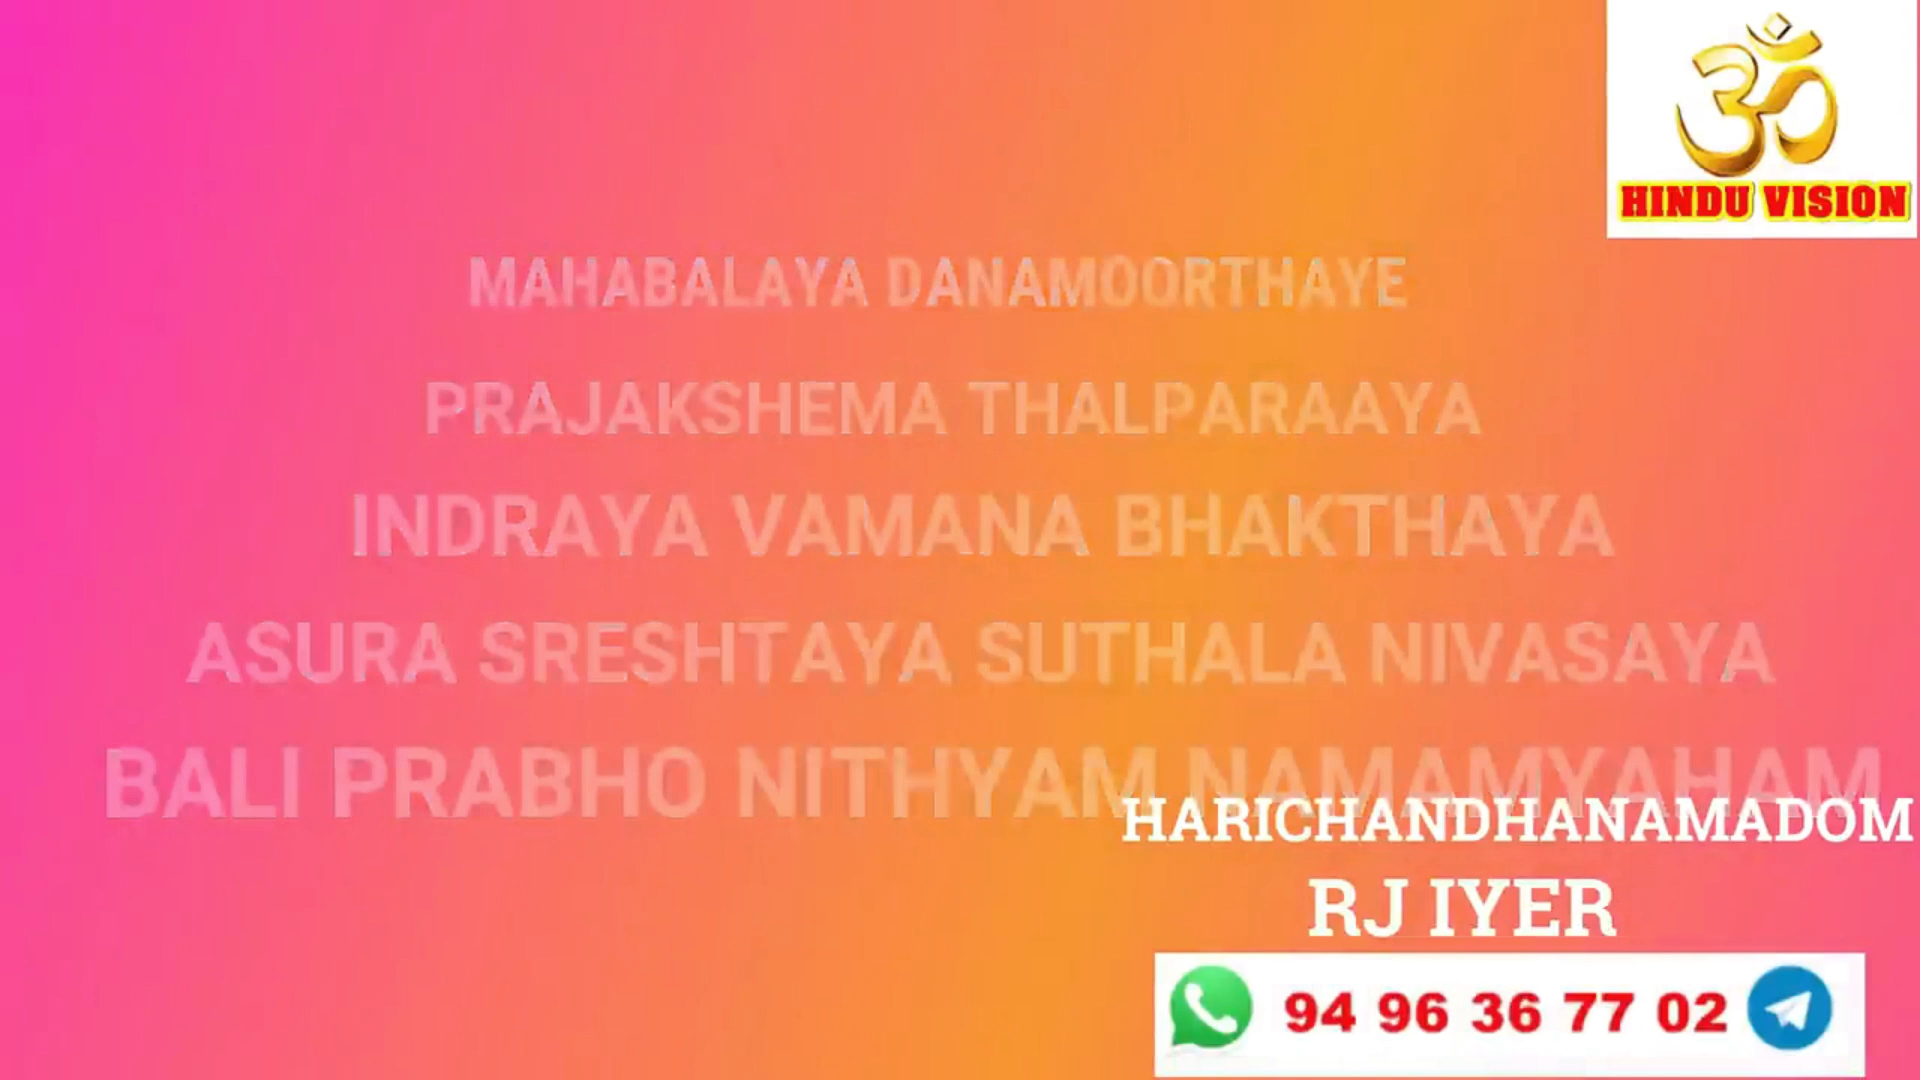 ॐ
HINDU VISION
MAHABALAYA DANAMOORTHAYE
PRAJAKSHEMA THALPARAAYA
INDRAYA VAMANA BHAKTHAYA
ASURA SRESHTAYA SUTHALA NIVASAYA
BALI PRABHO NITHYAM NAMAMYAHAM
HARICHANDHANAMADOM
RJ IYER
94 96 36 77 02